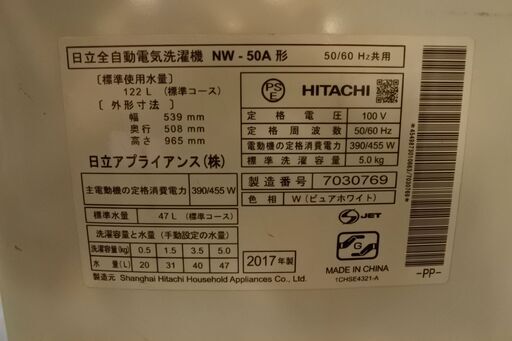 日立全自動電気洗濯機 NW-50A 形 50/60 Hz共用
〔標準使用水量〕
122 L (標準コース)
〔外形寸法〕
幅 539 mm
奥行 508 mm
高さ 965 mm
日立アプライアンス(株)
主電動機の定格消費電力 390/455 W
標準水量 47L (標準コース)
洗濯容量と水量 (手動設定の水量)
洗濯容量(kg) 0.5 1.5 3.5 5.0
水量(L) 20 31 40 47
製造元 Shanghai Hitachi Household Appliances Co., Ltd.
PS
E
HITACHI
定格電圧 100 V
定格周波数 50/60 Hz
電動機の定格消費電力 390/455 W
標準洗濯容量 5.0kg
製造番号 7030769
色相 W (ピュアホワイト)
2017年製
S-JET
MADE IN CHINA
1CHSE4321-A
-PP-